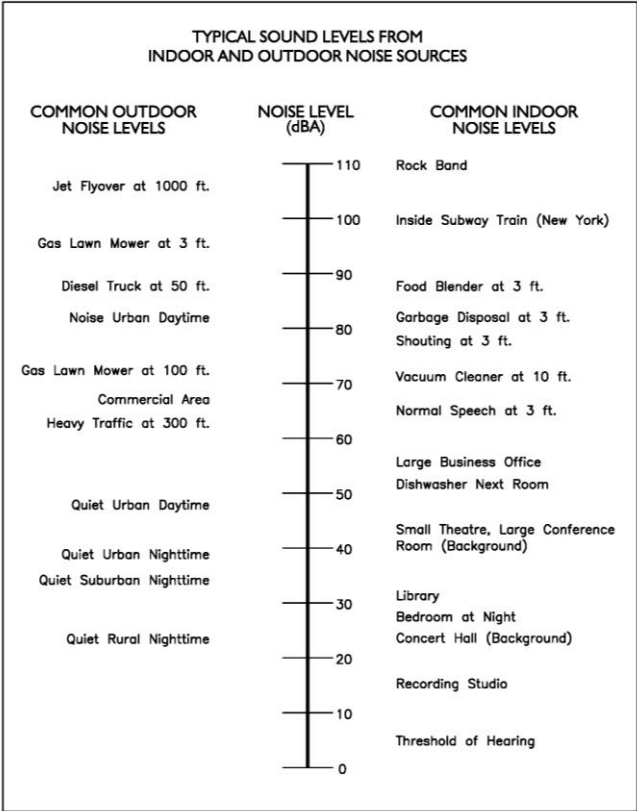 TYPICAL SOUND LEVELS FROM
INDOOR AND OUTDOOR NOISE SOURCES
COMMON OUTDOOR
NOISE LEVELS
NOISE LEVEL
(dBA)
COMMON INDOOR
NOISE LEVELS
110
Rock Band
Jet Flyover at 1000 ft.
100
Inside Subway Train (New York)
Gas Lawn Mower at 3 ft.
90
Diesel Truck at 50 ft.
Food Blender at 3 ft.
Noise Urban Daytime
Garbage Disposal at 3 ft.
80
Shouting at 3 ft.
Gas Lawn Mower at 100 ft.
Vacuum Cleaner at 10 ft.
70
Commercial Area
Normal Speech at 3 ft.
Heavy Traffic at 300 ft.
60
Large Business Office
Dishwasher Next Room
50
Quiet Urban Daytime
Small Theatre, Large Conference
Room (Background)
40
Quiet Urban Nighttime
Quiet Suburban Nighttime
Library
30
Bedroom at Night
Quiet Rural Nighttime
Concert Hall (Background)
20
Recording Studio
10
Threshold of Hearing
0